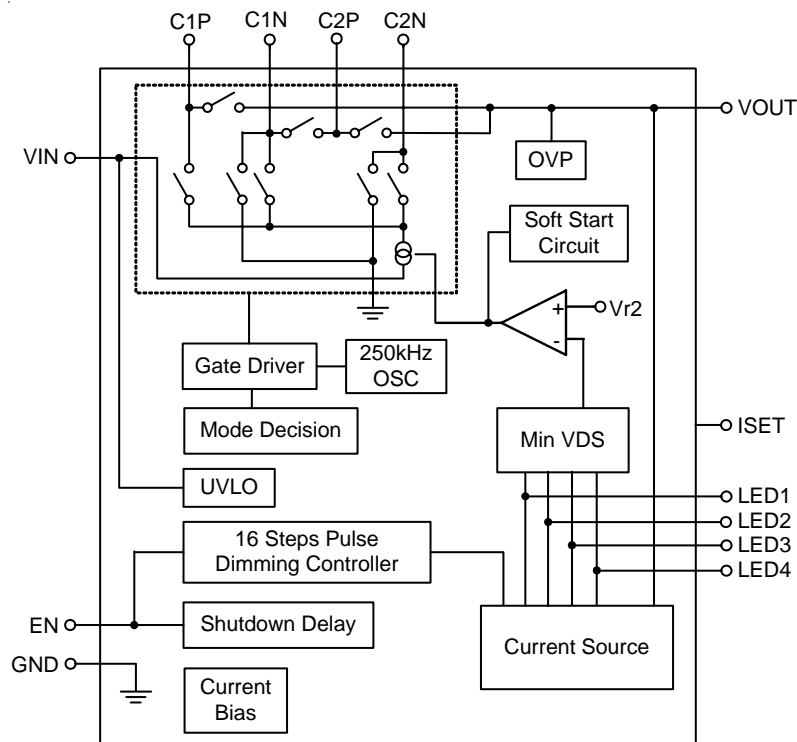 C1P
C1N
C2P
C2N
VOUT
VIN
OVP
Soft Start
Circuit
+
Vr2
-
Gate Driver
250kHz
OSC
Mode Decision
Min VDS
ISET
UVLO
LED1
LED2
LED3
LED4
16 Steps Pulse
Dimming Controller
EN
Shutdown Delay
Current Source
GND
Current
Bias